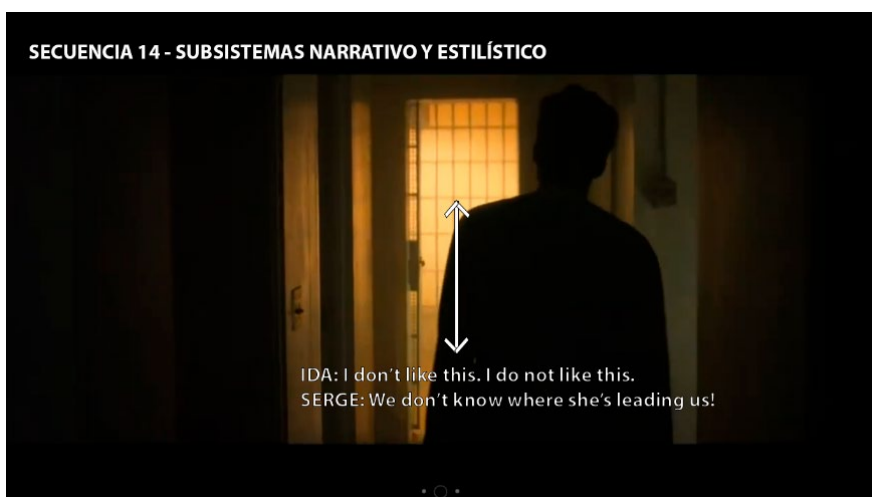 SECUENCIA 14 - SUBSISTEMAS NARRATIVO Y ESTILÍSTICO
IDA: I don't like this. I do not like this.
SERGE: We don't know where she's leading us!